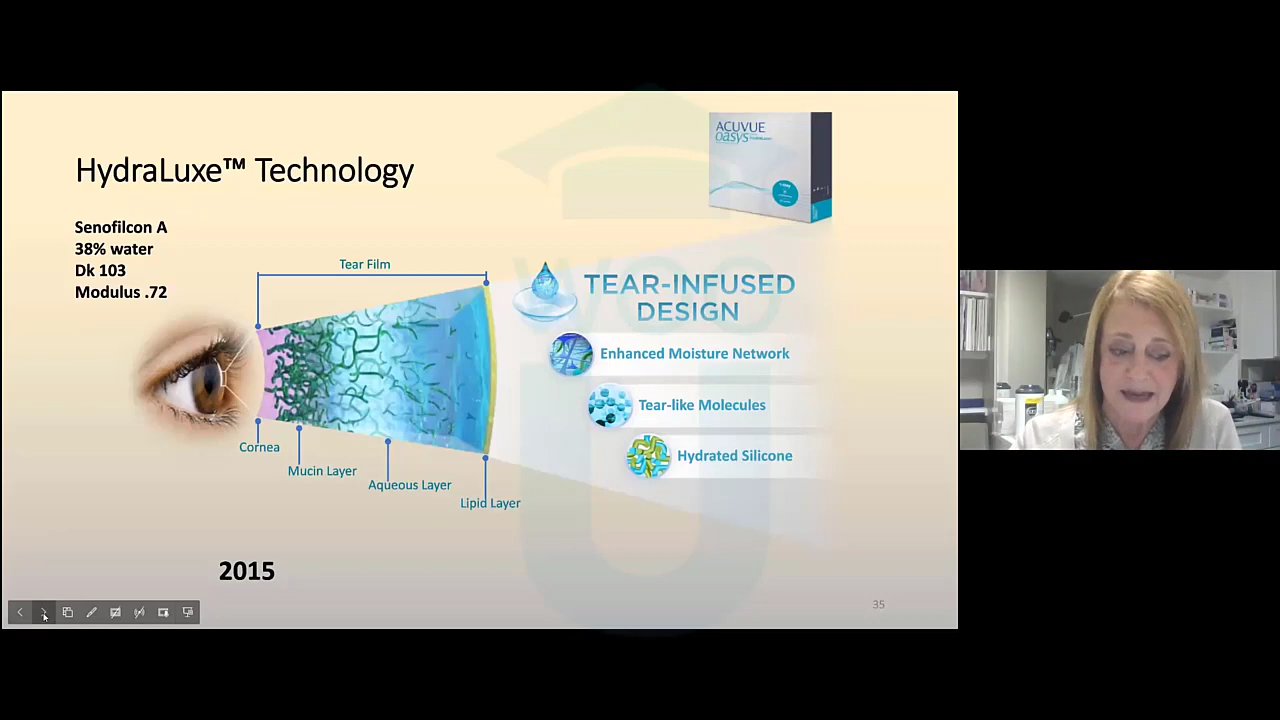 HydraLuxe™ Technology
Senofilcon A
38% water
Dk 103
Modulus .72
ACUVUE
oasys
Tear Film
TEAR-INFUSED
DESIGN
Enhanced Moisture Network
Tear-like Molecules
Hydrated Silicone
Cornea
Mucin Layer
Aqueous Layer
Lipid Layer
2015
35